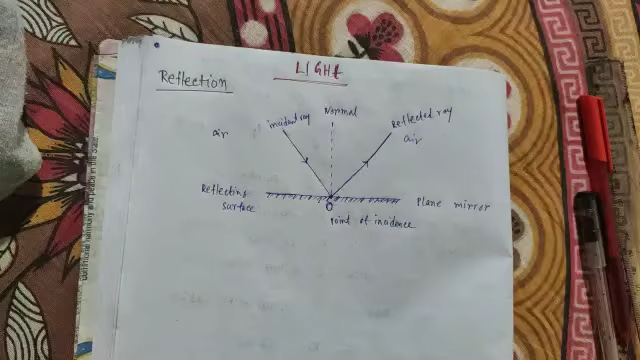 LIGHt
Reflection
Normal
incident ray
Reflected ray
air
air
Reflecting
surface
plane mirror
O
point of incidence